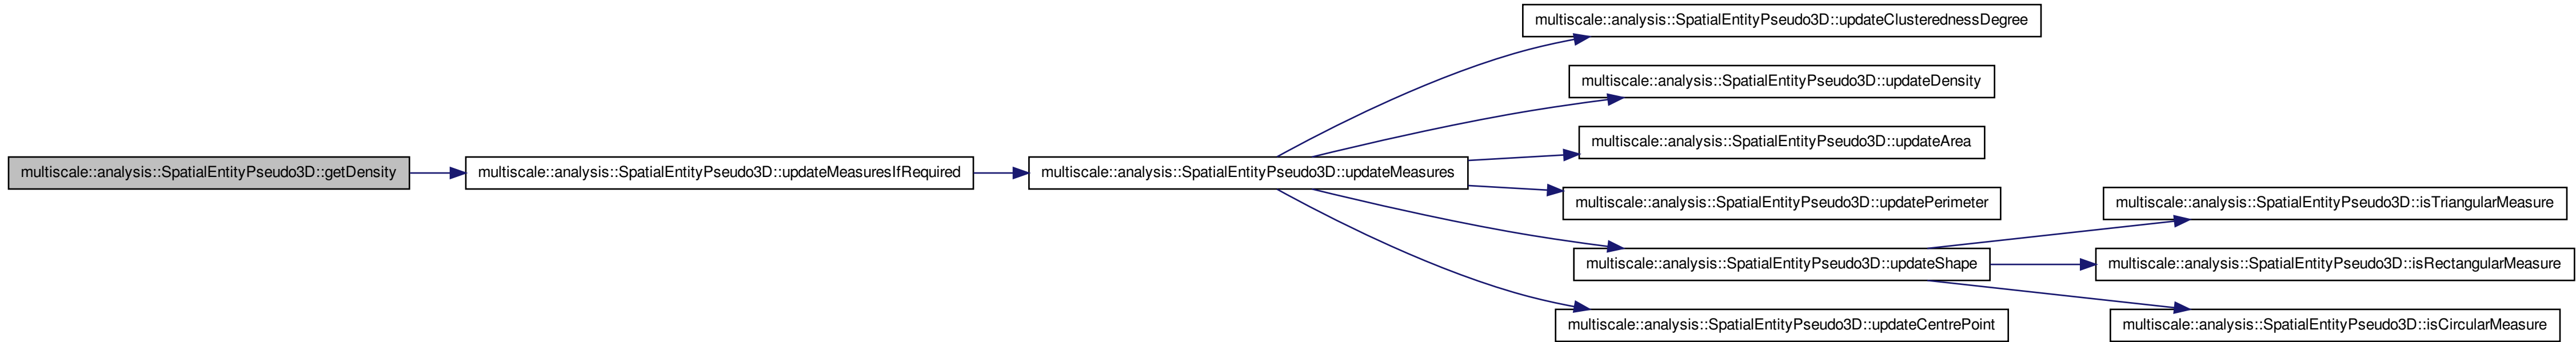 multiscale::analysis::SpatialEntityPseudo3D::getDensity
multiscale::analysis::SpatialEntityPseudo3D::updateMeasuresIfRequired
multiscale::analysis::SpatialEntityPseudo3D::updateMeasures
multiscale::analysis::SpatialEntityPseudo3D::updateClusterednessDegree
multiscale::analysis::SpatialEntityPseudo3D::updateDensity
multiscale::analysis::SpatialEntityPseudo3D::updateArea
multiscale::analysis::SpatialEntityPseudo3D::updatePerimeter
multiscale::analysis::SpatialEntityPseudo3D::updateShape
multiscale::analysis::SpatialEntityPseudo3D::updateCentrePoint
multiscale::analysis::SpatialEntityPseudo3D::isTriangularMeasure
multiscale::analysis::SpatialEntityPseudo3D::isRectangularMeasure
multiscale::analysis::SpatialEntityPseudo3D::isCircularMeasure